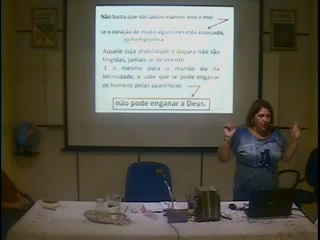 Não basta que dos lábios manem leite e mel
se o coração de modo algum lhes está associado,
só há hipocrisia
Aquele cuja afabilidade e doçura não são
fingidas, jamais se desmente
É o mesmo para o mundo ou na
intimidade, e sabe que se pode enganar
os homens pelas aparências
não pode enganar a Deus.